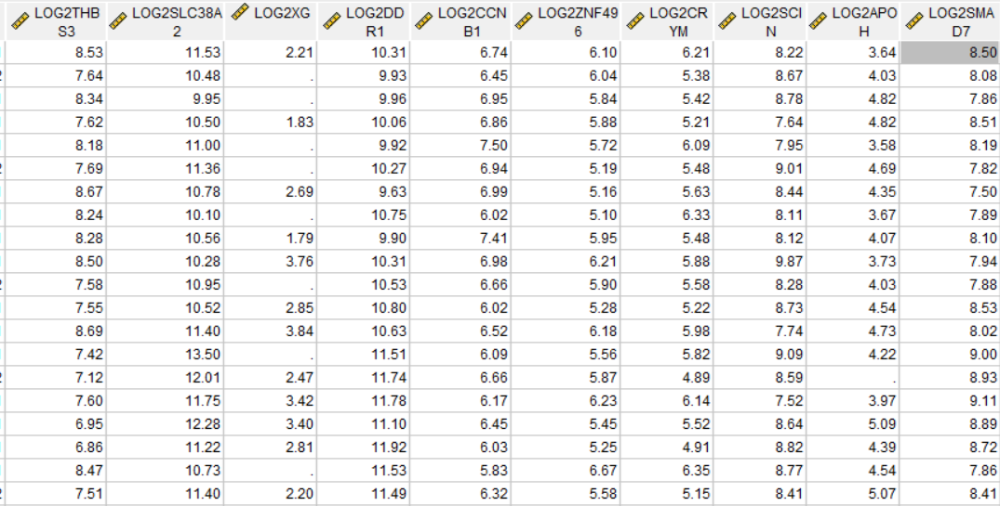 LOG2THB LOG2SLC38A LOG2XG LOG2DD LOG2CCN LOG2ZNF49 LOG2CR LOG2SCI LOG2APO LOG2SMA
S3 2 R1 B1 6 YM N H D7
8.53 11.53 2.21 10.31 6.74 6.10 6.21 8.22 3.64 8.50
7.64 10.48 . 9.93 6.45 6.04 5.38 8.67 4.03 8.08
8.34 9.95 . 9.96 6.95 5.84 5.42 8.78 4.82 7.86
7.62 10.50 1.83 10.06 6.86 5.88 5.21 7.64 4.82 8.51
8.18 11.00 . 9.92 7.50 5.72 6.09 7.95 3.58 8.19
7.69 11.36 . 10.27 6.94 5.19 5.48 9.01 4.69 7.82
8.67 10.78 2.69 9.63 6.99 5.16 5.63 8.44 4.35 7.50
8.24 10.10 . 10.75 6.02 5.10 6.33 8.11 3.67 7.89
8.28 10.56 1.79 9.90 7.41 5.95 5.48 8.12 4.07 8.10
8.50 10.28 3.76 10.31 6.98 6.21 5.88 9.87 3.73 7.94
7.58 10.95 . 10.53 6.66 5.90 5.58 8.28 4.03 7.88
7.55 10.52 2.85 10.80 6.02 5.28 5.22 8.73 4.54 8.53
8.69 11.40 3.84 10.63 6.52 6.18 5.98 7.74 4.73 8.02
7.42 13.50 . 11.51 6.09 5.56 5.82 9.09 4.22 9.00
7.12 12.01 2.47 11.74 6.66 5.87 4.89 8.59 . 8.93
7.60 11.75 3.42 11.78 6.17 6.23 6.14 7.52 3.97 9.11
6.95 12.28 3.40 11.10 6.45 5.45 5.52 8.64 5.09 8.89
6.86 11.22 2.81 11.92 6.03 5.25 4.91 8.82 4.39 8.72
8.47 10.73 . 11.53 5.83 6.67 6.35 8.77 4.54 7.86
7.51 11.40 2.20 11.49 6.32 5.58 5.15 8.41 5.07 8.41